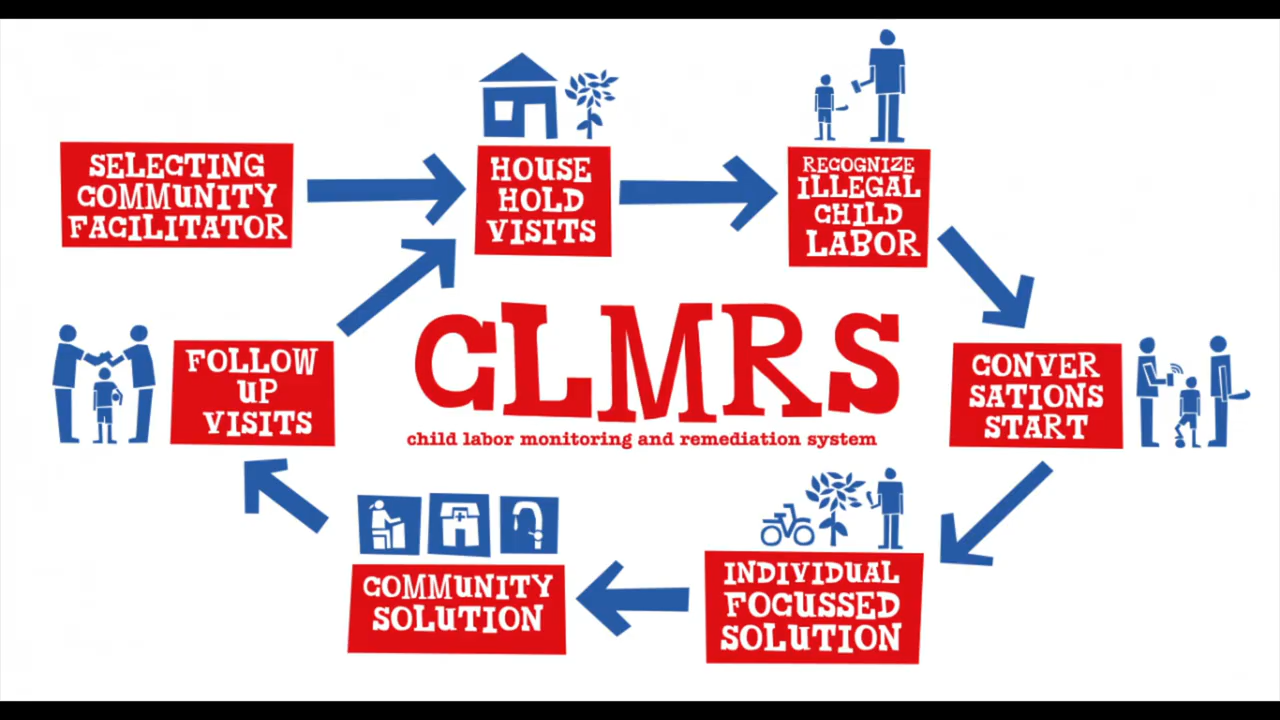 SELECTING
COMMUNITY
FACILITATOR
HOUSE
HOLD
VISITS
RECOGNIZE
ILLEGAL
CHILD
LABOR
CONVER
SATIONS
START
INDIVIDUAL
FOCUSSED
SOLUTION
COMMUNITY
SOLUTION
FOLLOW
UP
VISITS
CLMRS
child labor monitoring and remediation system